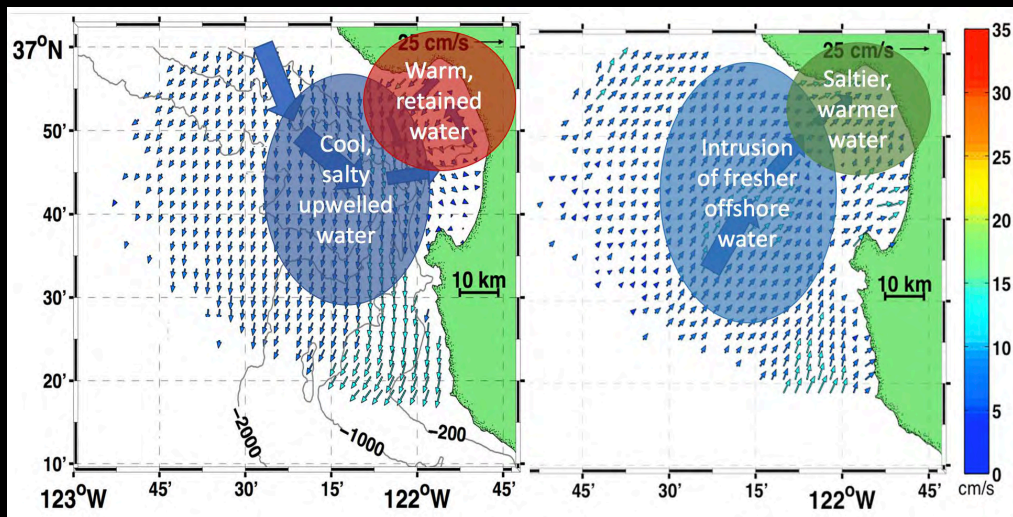 37°N
50'
40'
30'
20'
10'
123°W
45'
30'
15'
122°W
45'
25 cm/s
Warm,
retained
water
Cool,
salty
upwelled
water
10 km
-2000
-1000
-200
25 cm/s
Saltier,
warmer
water
Intrusion
of fresher
offshore
water
10 km
45'
30'
15'
122°W
45'
35
30
25
20
15
10
5
0
cm/s